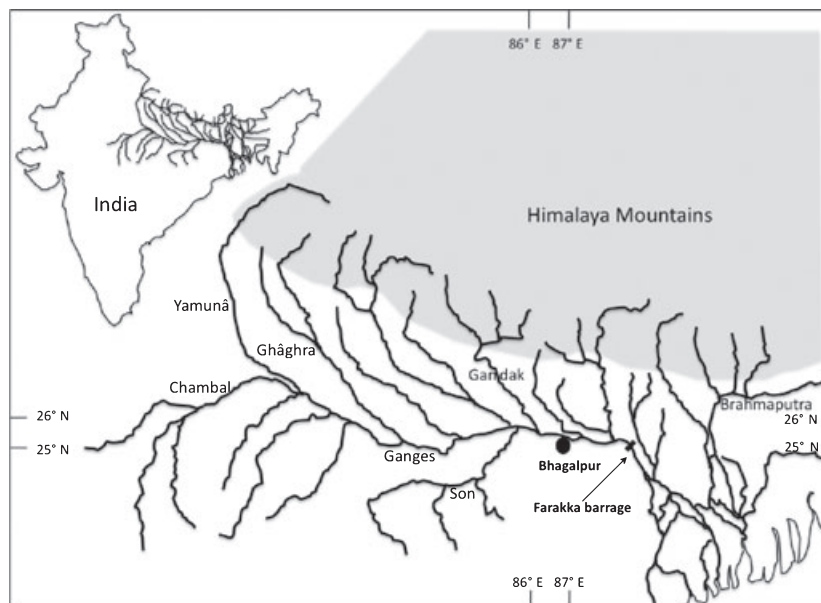 86° E 87° E
India
Himalaya Mountains
Yamunâ
Ghâghra
Chambal
Gandak
Brahmaputra
26° N
26° N
25° N
25° N
Ganges
Bhagalpur
Son
Farakka barrage
86° E 87° E